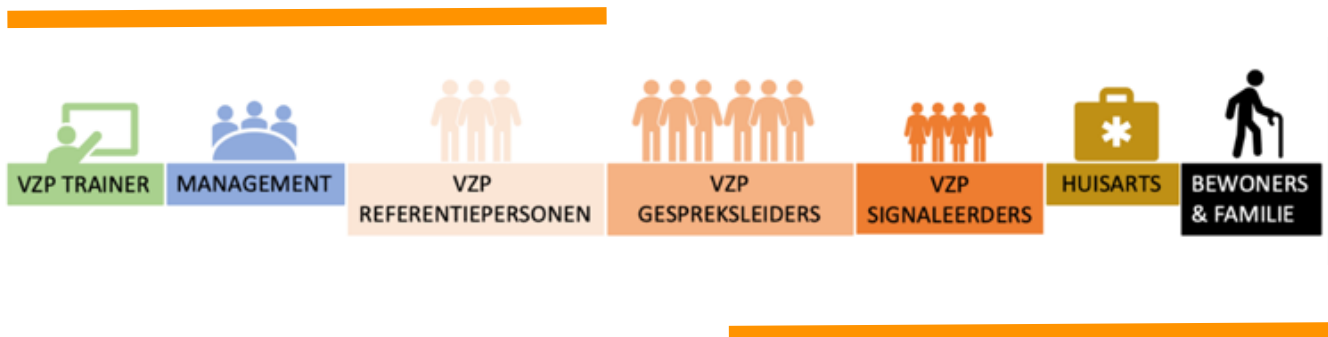 VZP TRAINER
MANAGEMENT
VZP
REFERENTIEPERSONEN
VZP
GESPREKSLEIDERS
VZP
SIGNALEERDERS
HUISARTS
BEWONERS
& FAMILIE